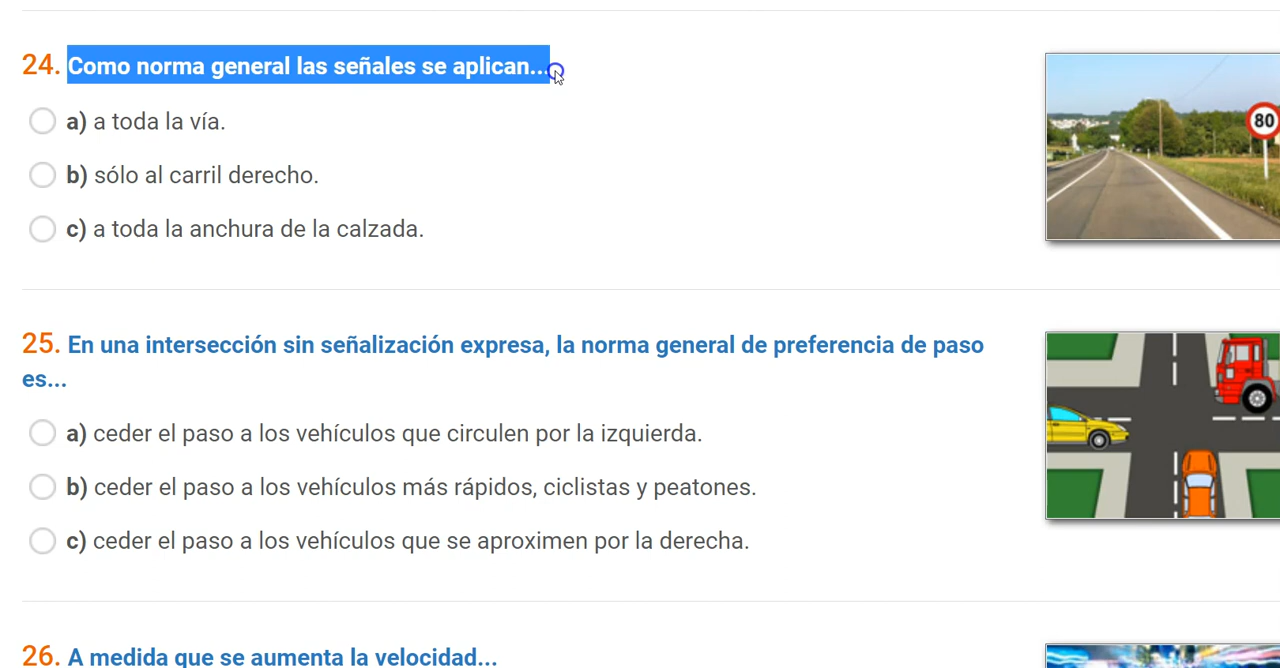 24. Como norma general las señales se aplican...
a) a toda la vía.
b) sólo al carril derecho.
c) a toda la anchura de la calzada.
80
25. En una intersección sin señalización expresa, la norma general de preferencia de paso
es...
a) ceder el paso a los vehículos que circulen por la izquierda.
b) ceder el paso a los vehículos más rápidos, ciclistas y peatones.
c) ceder el paso a los vehículos que se aproximen por la derecha.
26. A medida que se aumenta la velocidad...